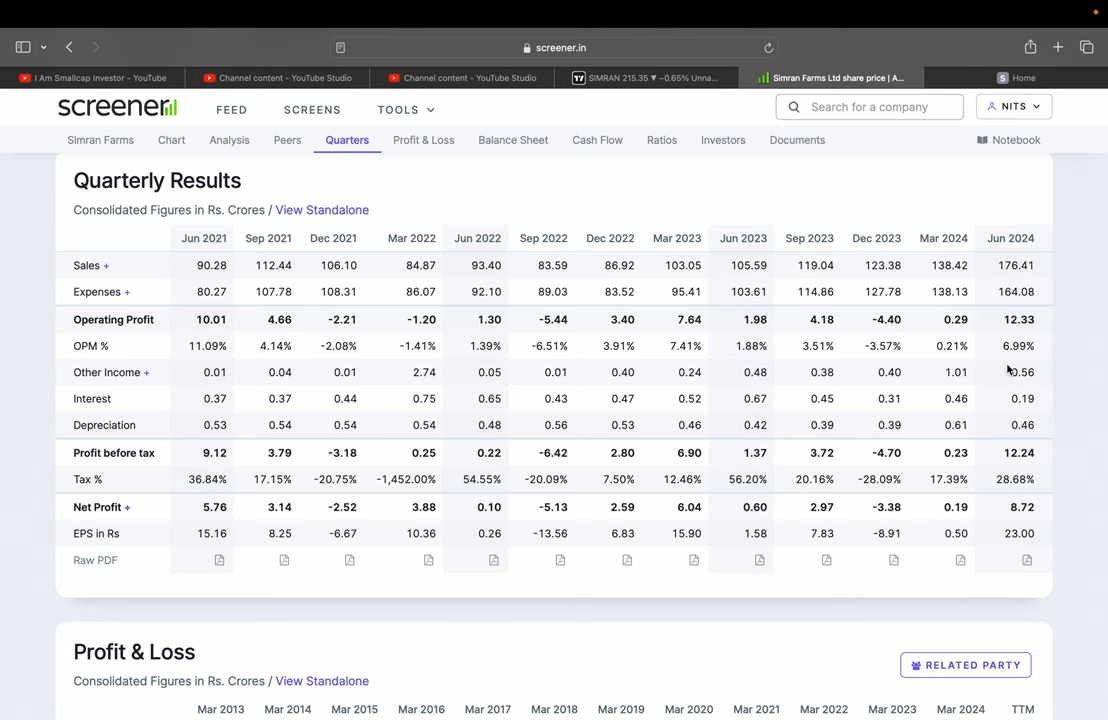 screener.in
I Am Smallcap Investor - YouTube
Channel content - YouTube Studio
Channel content - YouTube Studio
SIMRAN 215.35 ▼ −0.65% Unna...
Simran Farms Ltd share price | A...
S Home
screener
FEED SCREENS TOOLS
Search for a company
NITS
Simran Farms Chart Analysis Peers Quarters Profit & Loss Balance Sheet Cash Flow Ratios Investors Documents Notebook
Quarterly Results
Consolidated Figures in Rs. Crores / View Standalone
Jun 2021 Sep 2021 Dec 2021 Mar 2022 Jun 2022 Sep 2022 Dec 2022 Mar 2023 Jun 2023 Sep 2023 Dec 2023 Mar 2024 Jun 2024
Sales + 90.28 112.44 106.10 84.87 93.40 83.59 86.92 103.05 105.59 119.04 123.38 138.42 176.41
Expenses + 80.27 107.78 108.31 86.07 92.10 89.03 83.52 95.41 103.61 114.86 127.78 138.13 164.08
Operating Profit 10.01 4.66 -2.21 -1.20 1.30 -5.44 3.40 7.64 1.98 4.18 -4.40 0.29 12.33
OPM % 11.09% 4.14% -2.08% -1.41% 1.39% -6.51% 3.91% 7.41% 1.88% 3.51% -3.57% 0.21% 6.99%
Other Income + 0.01 0.04 0.01 2.74 0.05 0.01 0.40 0.24 0.48 0.38 0.40 1.01 0.56
Interest 0.37 0.37 0.44 0.75 0.65 0.43 0.47 0.52 0.67 0.45 0.31 0.46 0.19
Depreciation 0.53 0.54 0.54 0.54 0.48 0.56 0.53 0.46 0.42 0.39 0.39 0.61 0.46
Profit before tax 9.12 3.79 -3.18 0.25 0.22 -6.42 2.80 6.90 1.37 3.72 -4.70 0.23 12.24
Tax % 36.84% 17.15% -20.75% -1,452.00% 54.55% -20.09% 7.50% 12.46% 56.20% 20.16% -28.09% 17.39% 28.68%
Net Profit + 5.76 3.14 -2.52 3.88 0.10 -5.13 2.59 6.04 0.60 2.97 -3.38 0.19 8.72
EPS in Rs 15.16 8.25 -6.67 10.36 0.26 -13.56 6.83 15.90 1.58 7.83 -8.91 0.50 23.00
Raw PDF
Profit & Loss
RELATED PARTY
Consolidated Figures in Rs. Crores / View Standalone
Mar 2013 Mar 2014 Mar 2015 Mar 2016 Mar 2017 Mar 2018 Mar 2019 Mar 2020 Mar 2021 Mar 2022 Mar 2023 Mar 2024 TTM